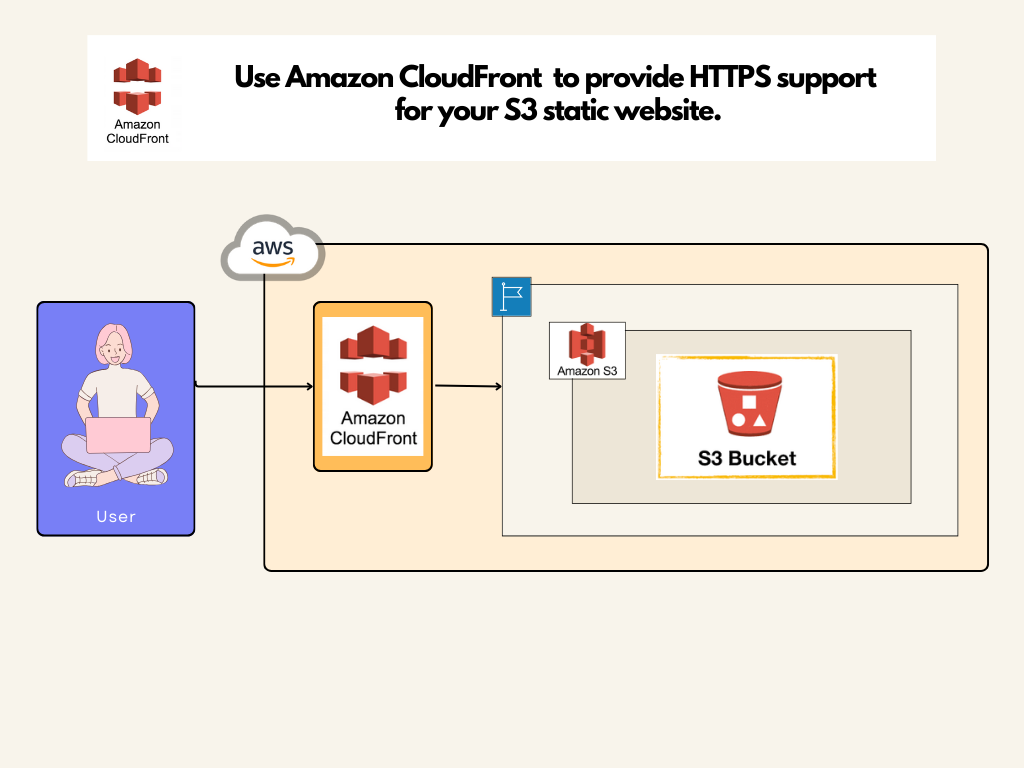 Use Amazon CloudFront  to provide HTTPS support
for your S3 static website.
Amazon
CloudFront
aws
Amazon S3
Amazon
CloudFront
S3 Bucket
User